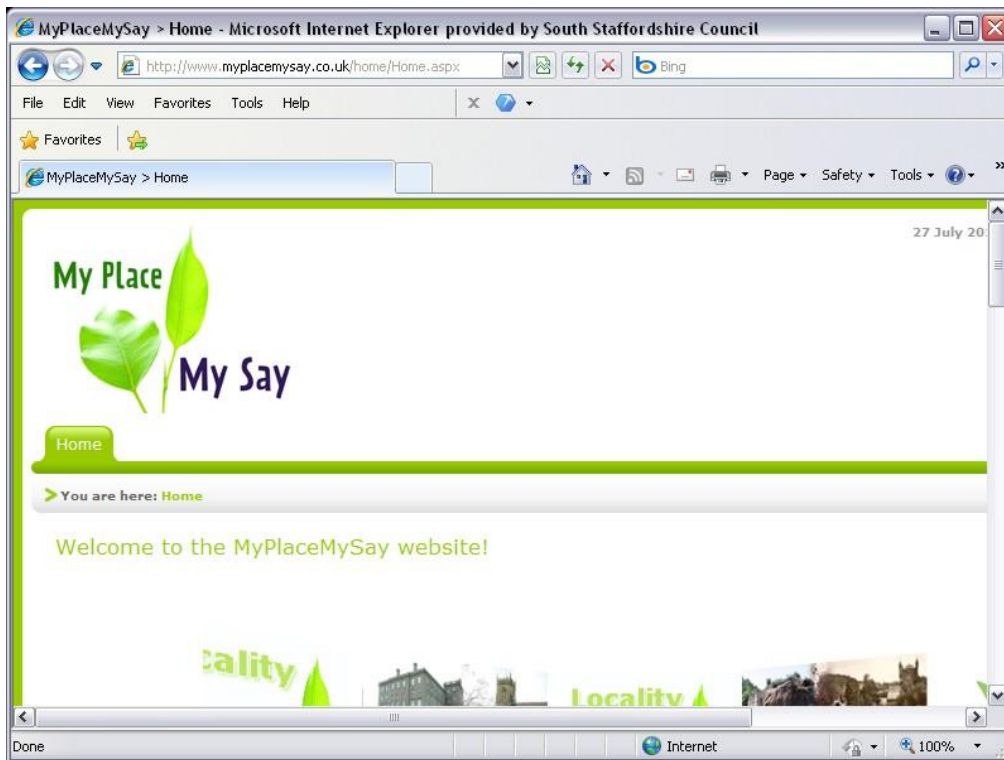 MyPlaceMySay > Home - Microsoft Internet Explorer provided by South Staffordshire Council
http://www.myplacemysay.co.uk/home/Home.aspx
Bing
File Edit View Favorites Tools Help
x
Favorites
MyPlaceMySay > Home
Page Safety Tools
27 July 20
My Place
My Say
Home
You are here: Home
Welcome to the MyPlaceMySay website!
cality
Locality
Done
Internet
100%